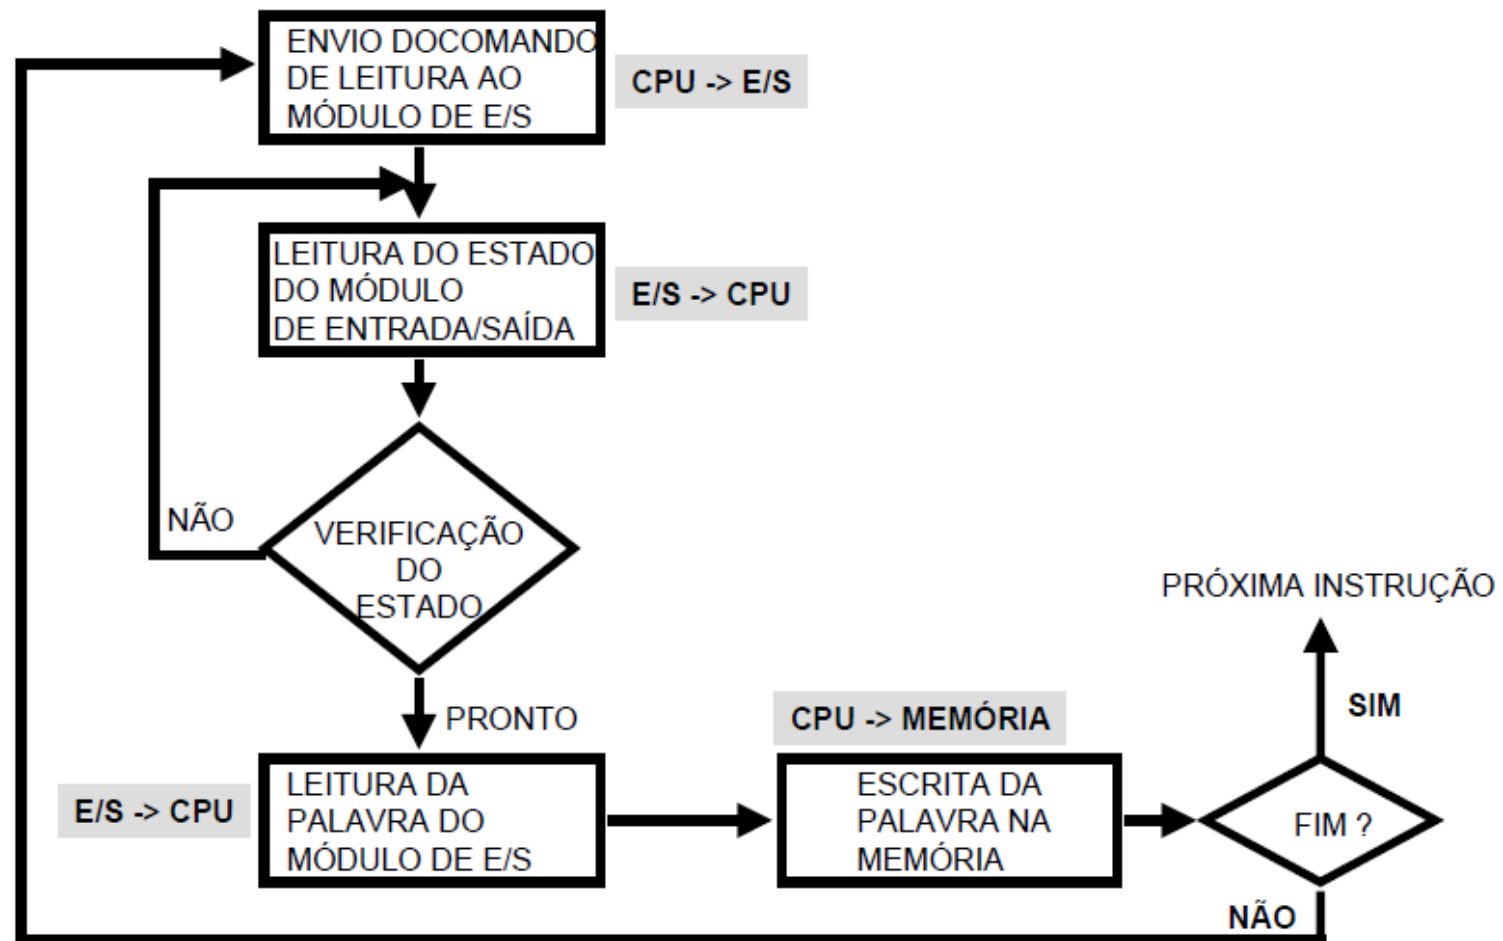 ENVIO DOCOMANDO
DE LEITURA AO
MÓDULO DE E/S
CPU -> E/S
LEITURA DO ESTADO
DO MÓDULO
DE ENTRADA/SAÍDA
E/S -> CPU
NÃO
VERIFICAÇÃO
DO
ESTADO
PRONTO
E/S -> CPU
LEITURA DA
PALAVRA DO
MÓDULO DE E/S
CPU -> MEMÓRIA
ESCRITA DA
PALAVRA NA
MEMÓRIA
FIM ?
SIM
PRÓXIMA INSTRUÇÃO
NÃO